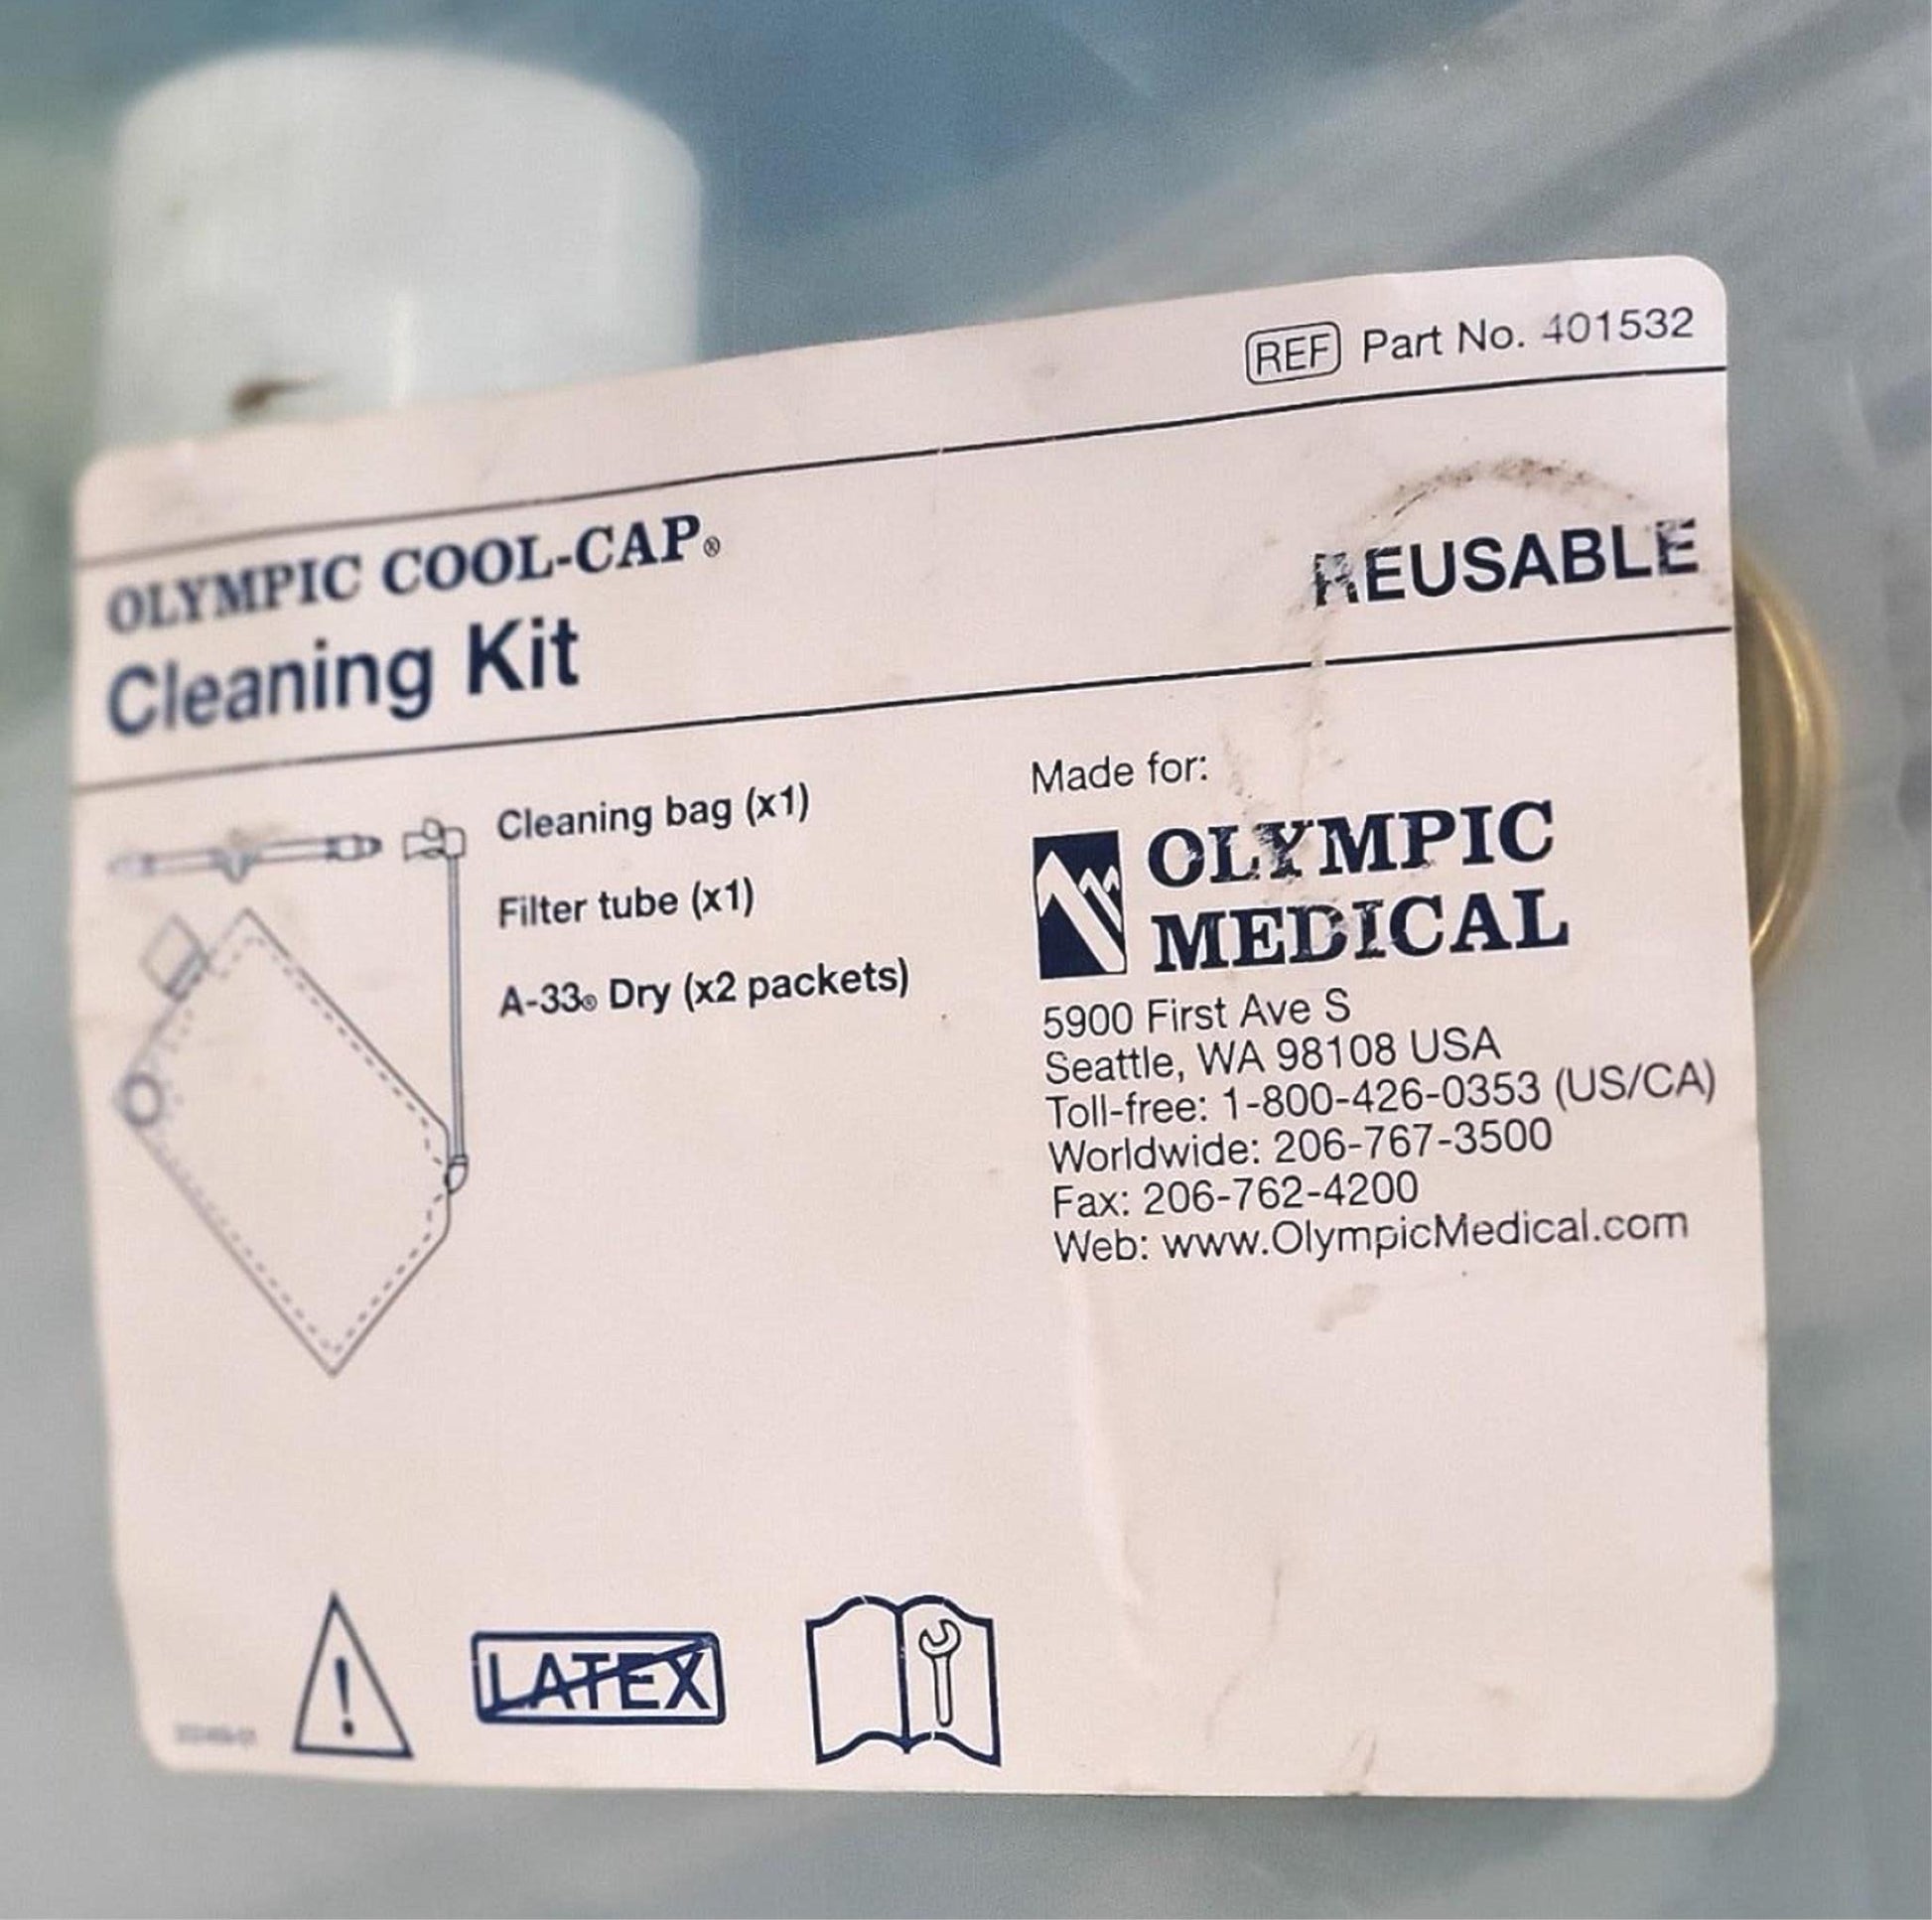 REF Part No. 401532
OLYMPIC COOL-CAP®
REUSABLE
Cleaning Kit
Cleaning bag (x1)
Filter tube (x1)
A-33® Dry (x2 packets)
Made for:
OLYMPIC
MEDICAL
5900 First Ave S
Seattle, WA 98108 USA
Toll-free: 1-800-426-0353 (US/CA)
Worldwide: 206-767-3500
Fax: 206-762-4200
Web: www.OlympicMedical.com
!
LATEX